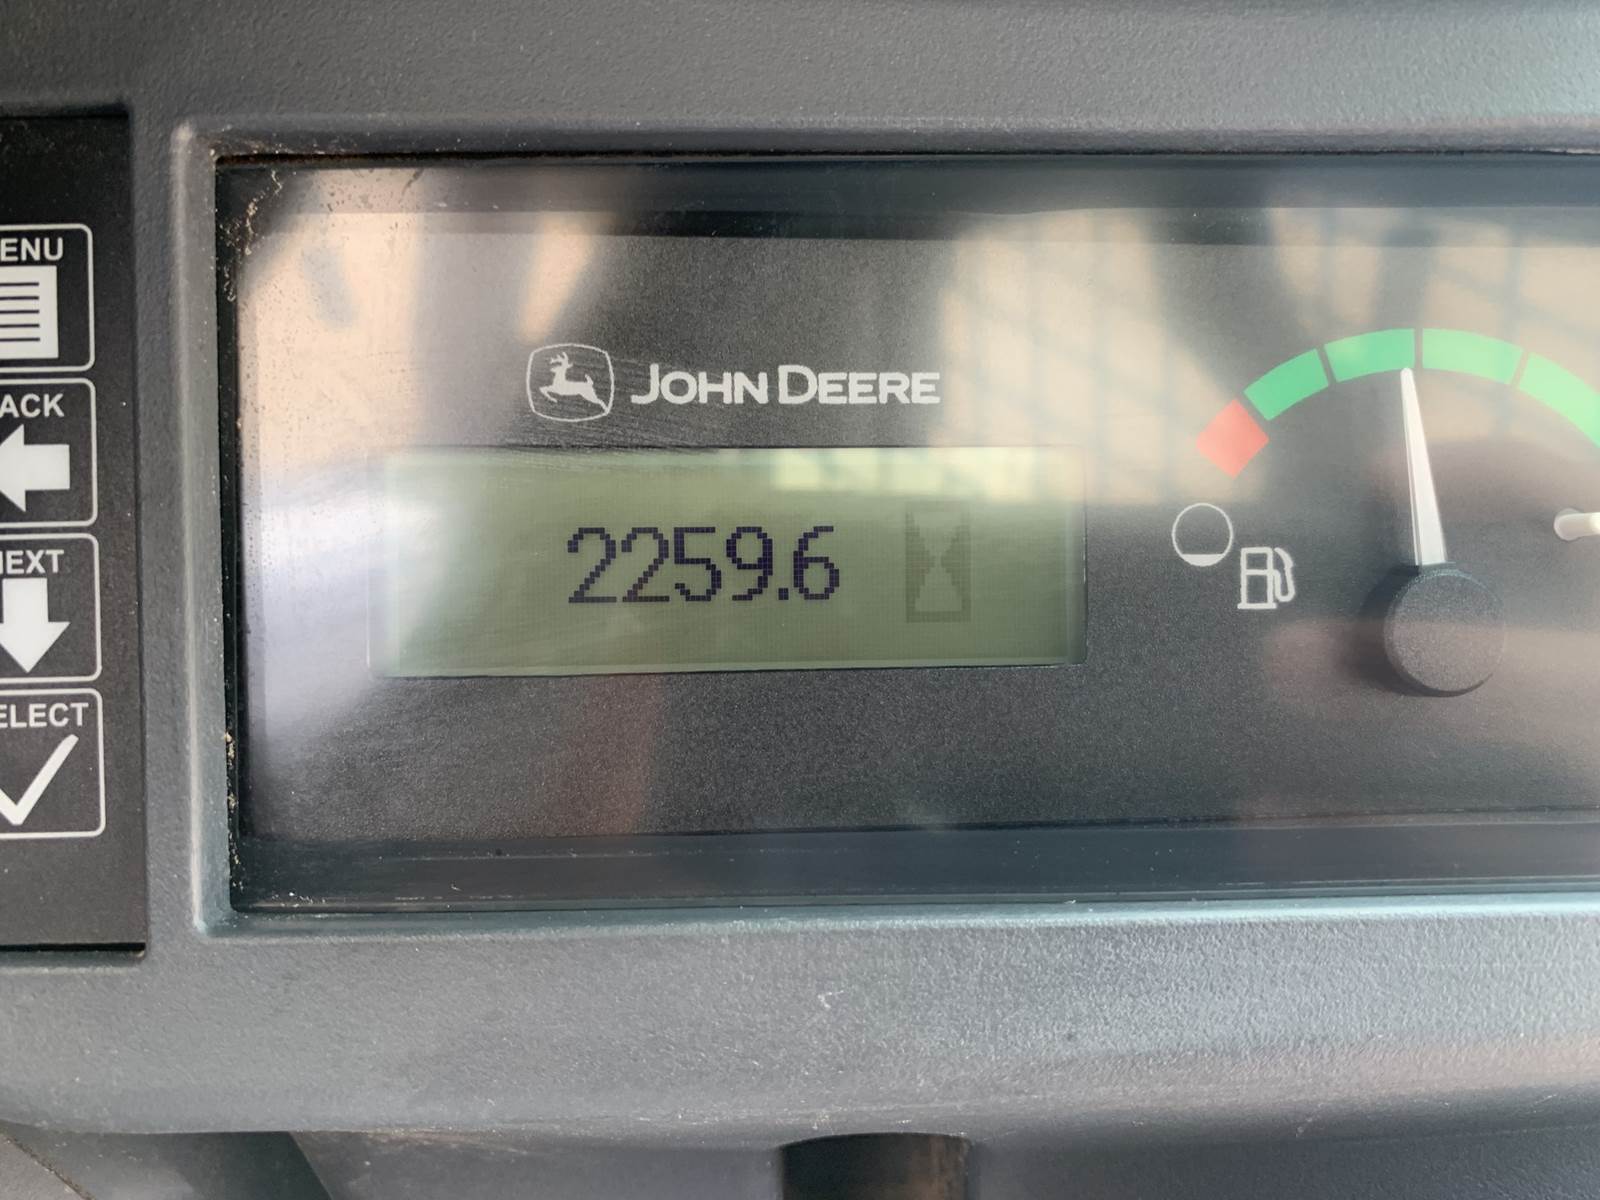 ENU
ACK
EXT
ELECT
JOHN DEERE
2259.6